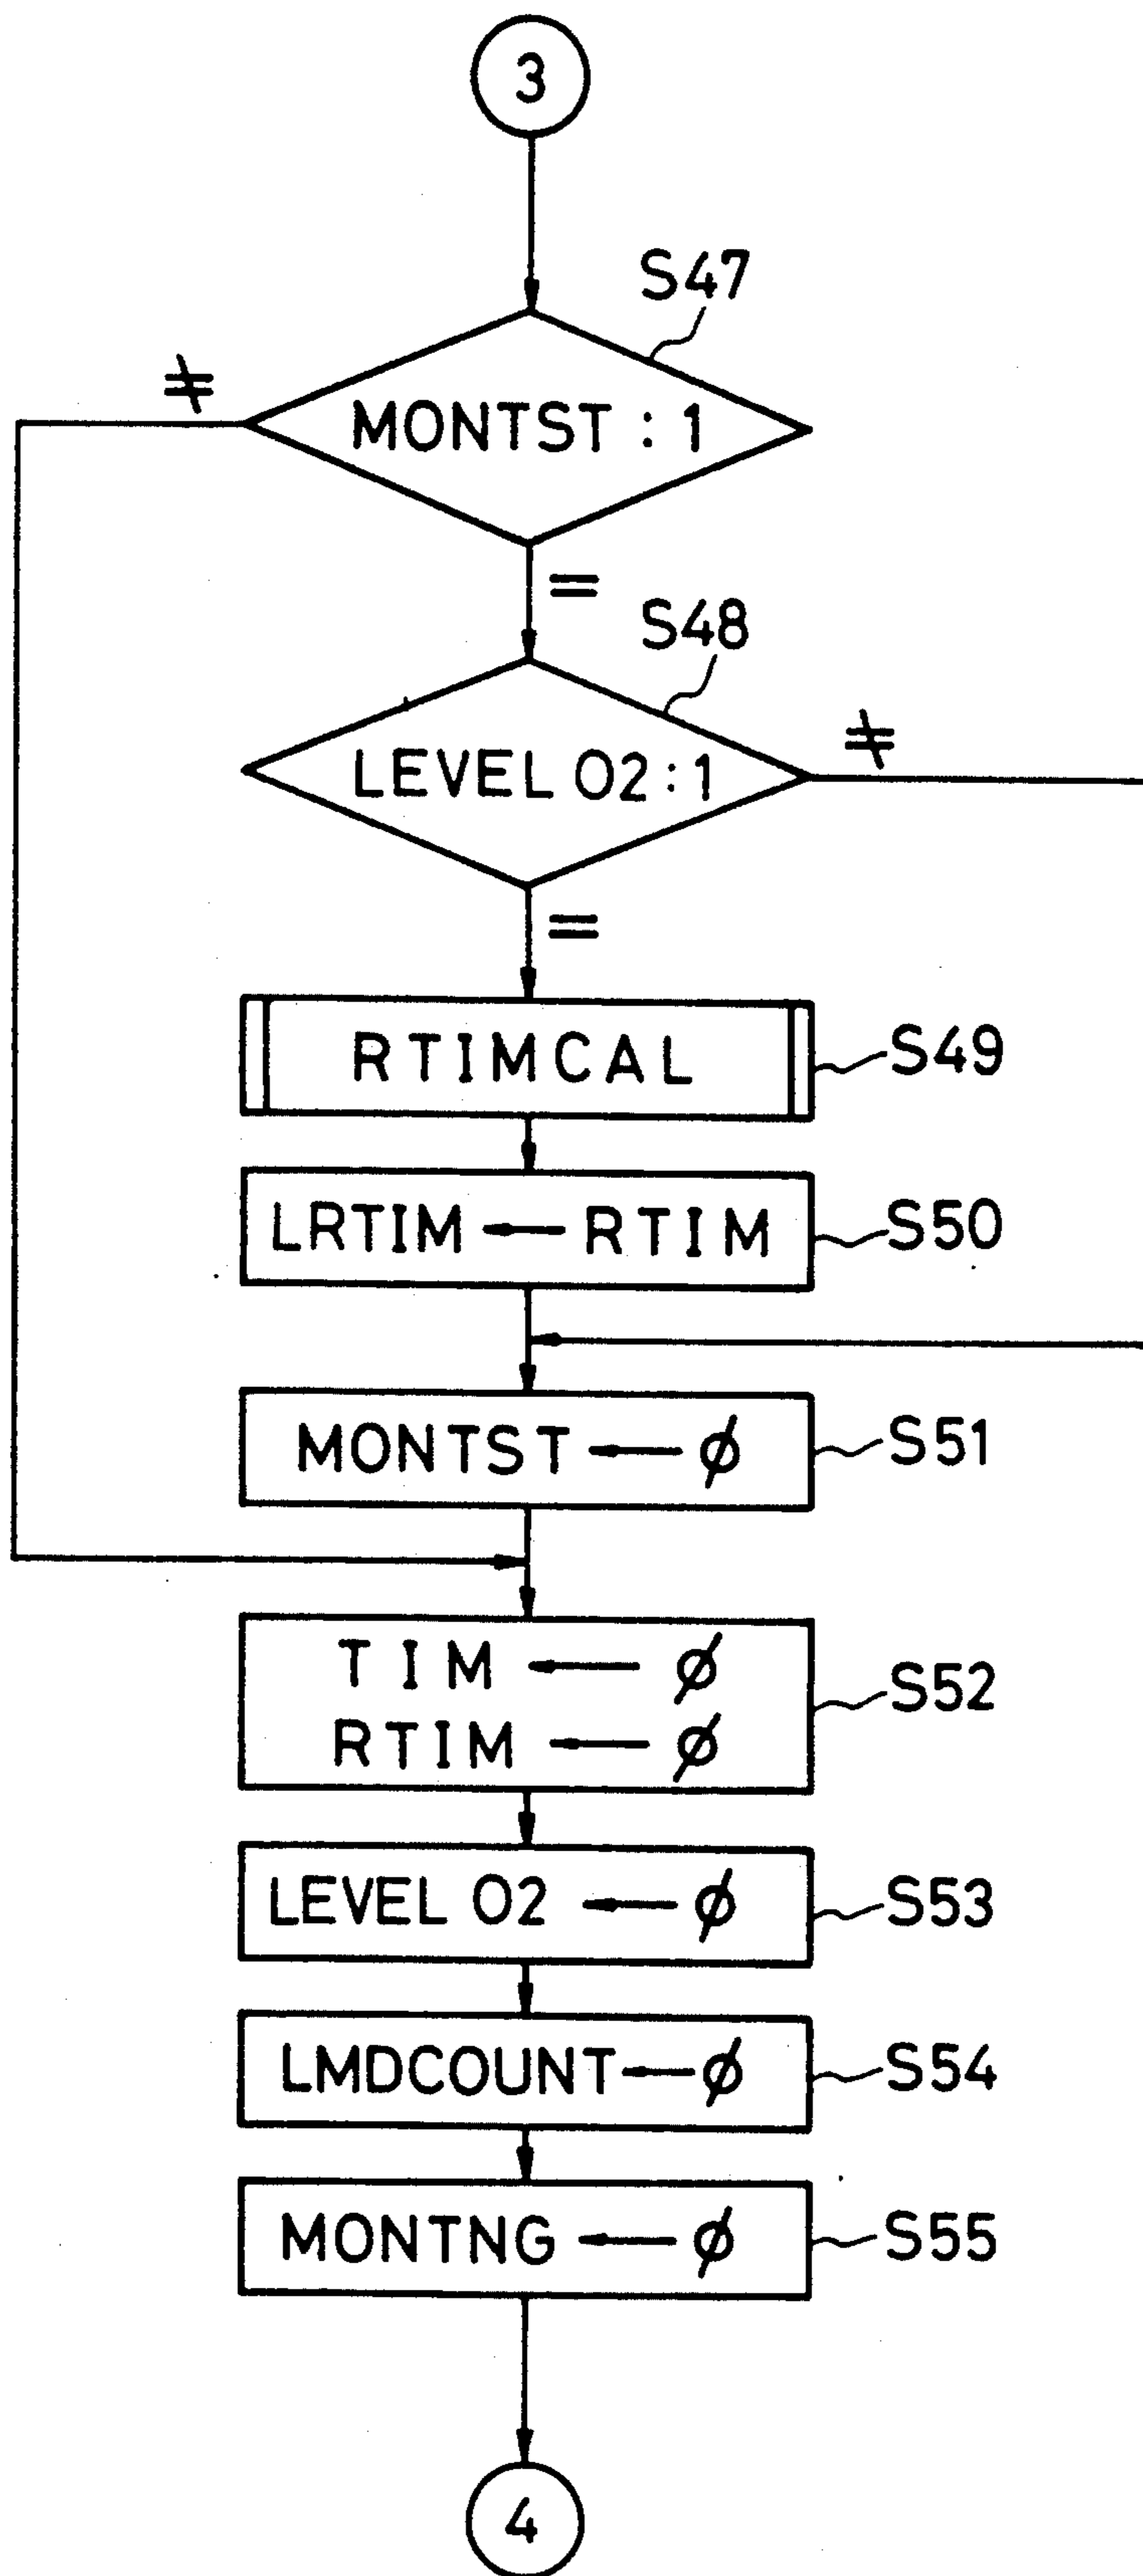 3
S47
≠
MONTST : 1
=
S48
≠
LEVEL O2 : 1
=
RTIMCAL
S49
LRTIM ← RTIM
S50
MONTST ← ϕ
S51
TIM ← ϕ
RTIM ← ϕ
S52
LEVEL O2 ← ϕ
S53
LMDCOUNT ← ϕ
S54
MONTNG ← ϕ
S55
4